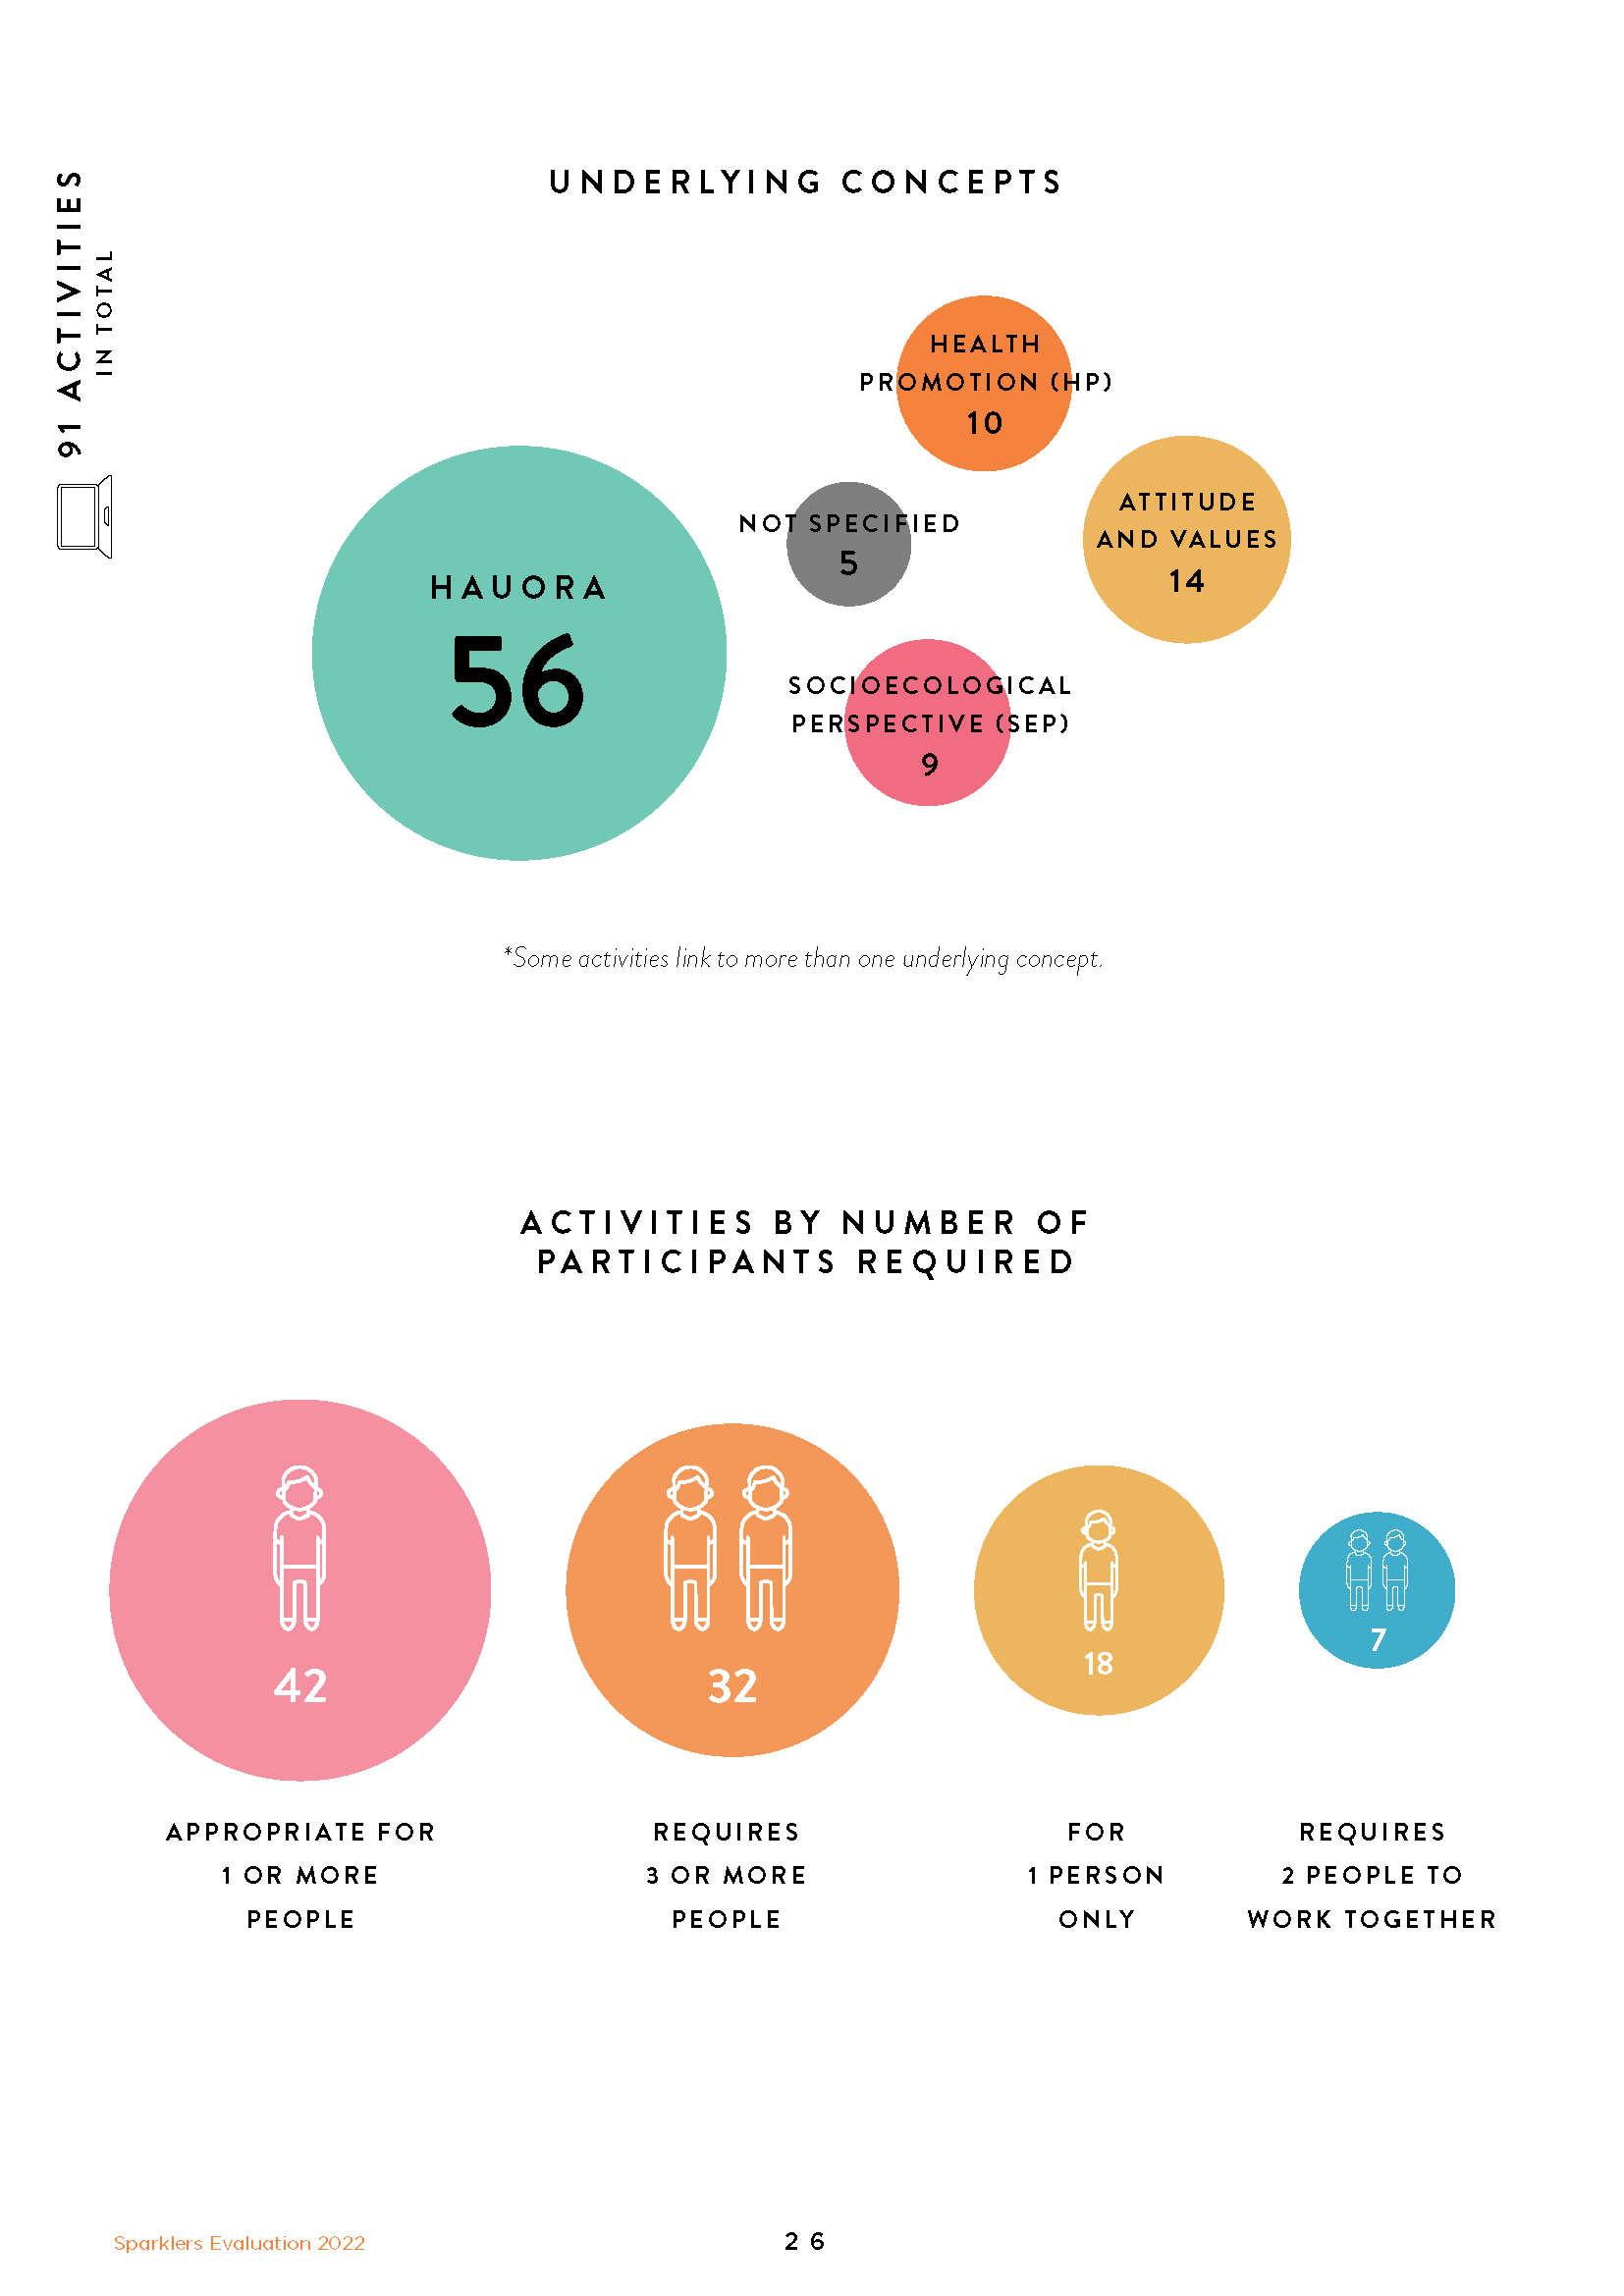 91 ACTIVITIES
IN TOTAL
UNDERLYING CONCEPTS
HEALTH
PROMOTION (HP)
10
ATTITUDE
AND VALUES
14
NOT SPECIFIED
5
HAUORA
56
SOCIOECOLOGICAL
PERSPECTIVE (SEP)
9
*Some activities link to more than one underlying concept.
ACTIVITIES BY NUMBER OF
PARTICIPANTS REQUIRED
42
APPROPRIATE FOR
1 OR MORE
PEOPLE
32
REQUIRES
3 OR MORE
PEOPLE
18
FOR
1 PERSON
ONLY
7
REQUIRES
2 PEOPLE TO
WORK TOGETHER
Sparklers Evaluation 2022
26